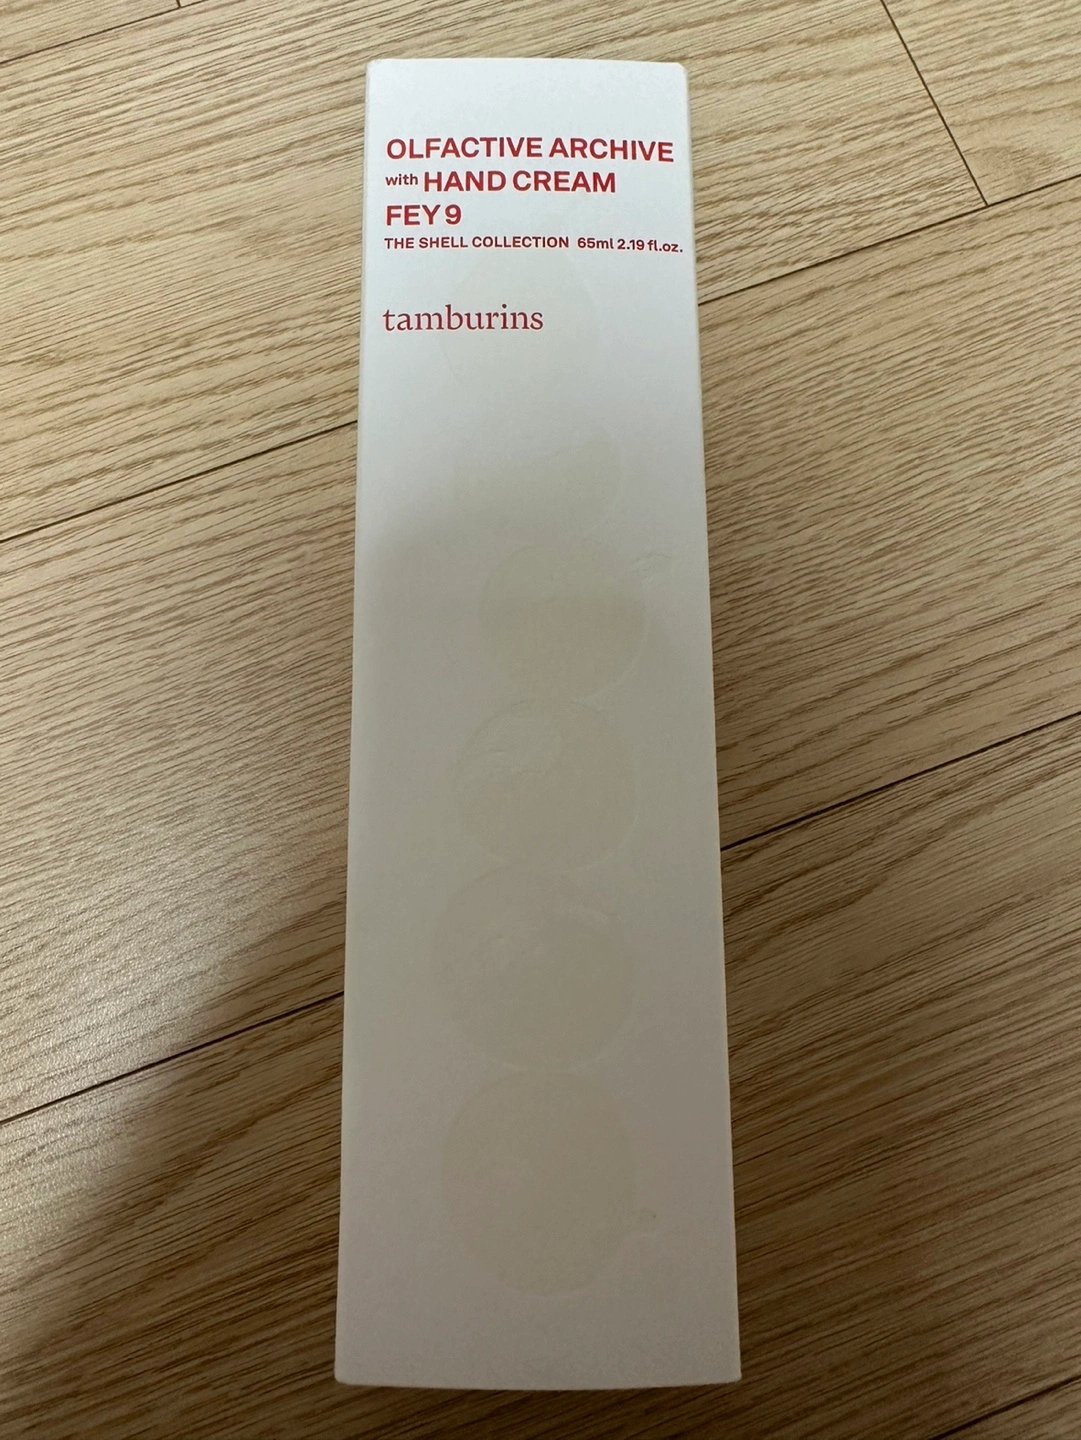 OLFACTIVE ARCHIVE
with HAND CREAM
FEY 9
THE SHELL COLLECTION 65ml 2.19 fl.oz.
tamburins